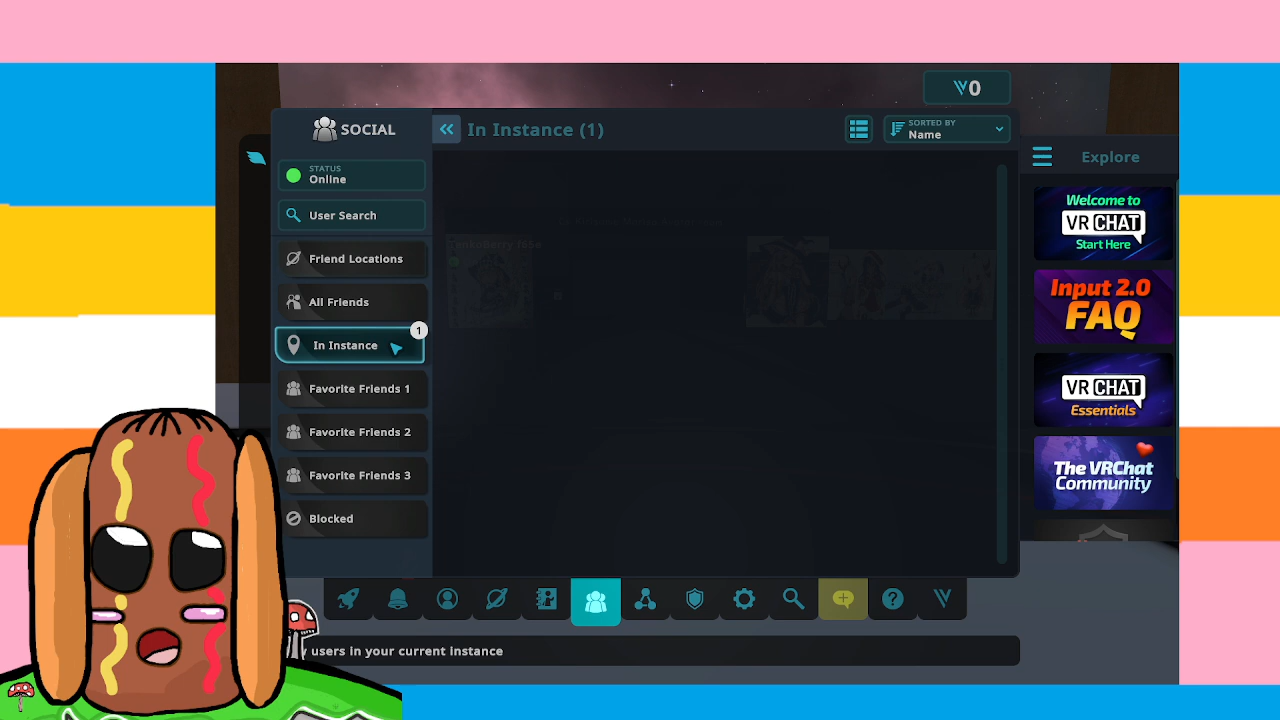 V0
SOCIAL
In Instance (1)
SORTED BY
Name
STATUS
Online
User Search
Friend Locations
All Friends
In Instance
1
Favorite Friends 1
Favorite Friends 2
Favorite Friends 3
Blocked
Explore
Welcome to
VRCHAT
Start Here
Input 2.0
FAQ
VRCHAT
Essentials
The VRChat
Community
users in your current instance